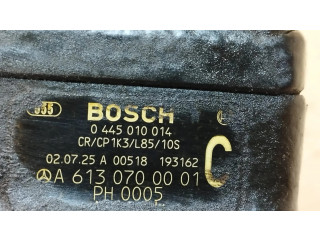 535 BOSCH
0 445 010 014
CR/CP1K3/L85/10S
02.07.25 A 00518 193162
C
A 613 070 00 01
PH 0005